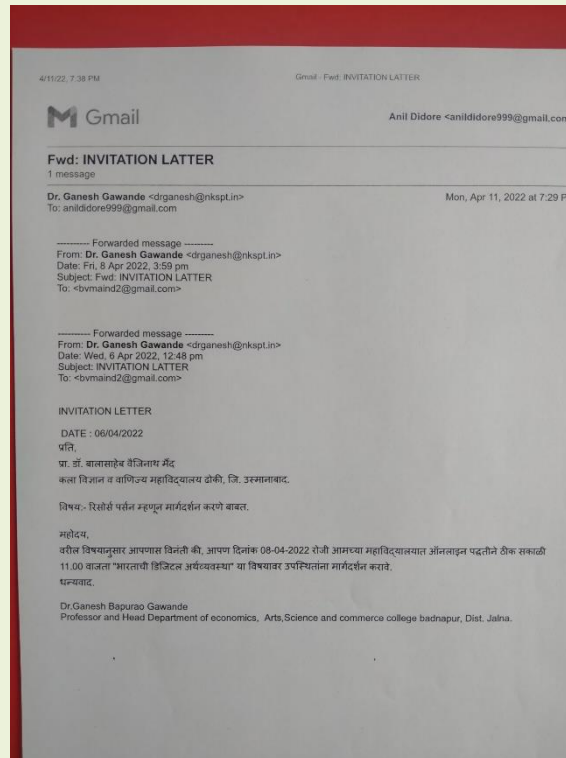 4/11/22, 7:38 PM
Gmail - Fwd: INVITATION LATTER
Gmail
Anil Didore <anildidore999@gmail.com
Fwd: INVITATION LATTER
1 message
Dr. Ganesh Gawande <drganesh@nkspt.in>
Mon, Apr 11, 2022 at 7:29 P
To: anildidore999@gmail.com
---------- Forwarded message ---------
From: Dr. Ganesh Gawande <drganesh@nkspt.in>
Date: Fri, 8 Apr 2022, 3:59 pm
Subject: Fwd: INVITATION LATTER
To: <bvmaind2@gmail.com>
---------- Forwarded message ---------
From: Dr. Ganesh Gawande <drganesh@nkspt.in>
Date: Wed, 6 Apr 2022, 12:48 pm
Subject: INVITATION LATTER
To: <bvmaind2@gmail.com>
INVITATION LETTER
DATE : 06/04/2022
प्रति,
प्रा. डॉ. बालासाहेब वैजिनाथ मैंद
कला विज्ञान व वाणिज्य महाविद्यालय ढोकी, जि. उस्मानाबाद.
विषय:- रिसोर्स पर्सन म्हणून मार्गदर्शन करणे बाबत.
महोदय,
वरील विषयानुसार आपणास विनंती की, आपण दिनांक 08-04-2022 रोजी आमच्या महाविद्यालयात ऑनलाइन पद्धतीने ठीक सकाळी
11.00 वाजता "भारताची डिजिटल अर्थव्यवस्था" या विषयावर उपस्थितांना मार्गदर्शन करावे.
धन्यवाद.
Dr.Ganesh Bapurao Gawande
Professor and Head Department of economics, Arts,Science and commerce college badnapur, Dist. Jalna.